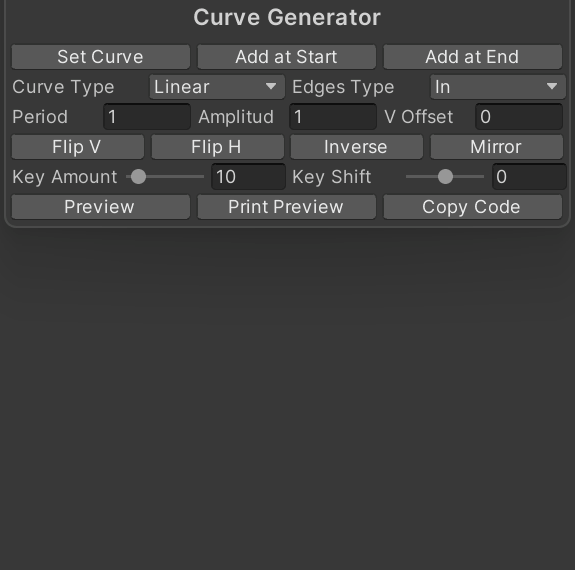 Curve Generator
Set Curve Add at Start Add at End
Curve Type Linear Edges Type In
Period 1 Amplitud 1 V Offset 0
Flip V Flip H Inverse Mirror
Key Amount 10 Key Shift 0
Preview Print Preview Copy Code